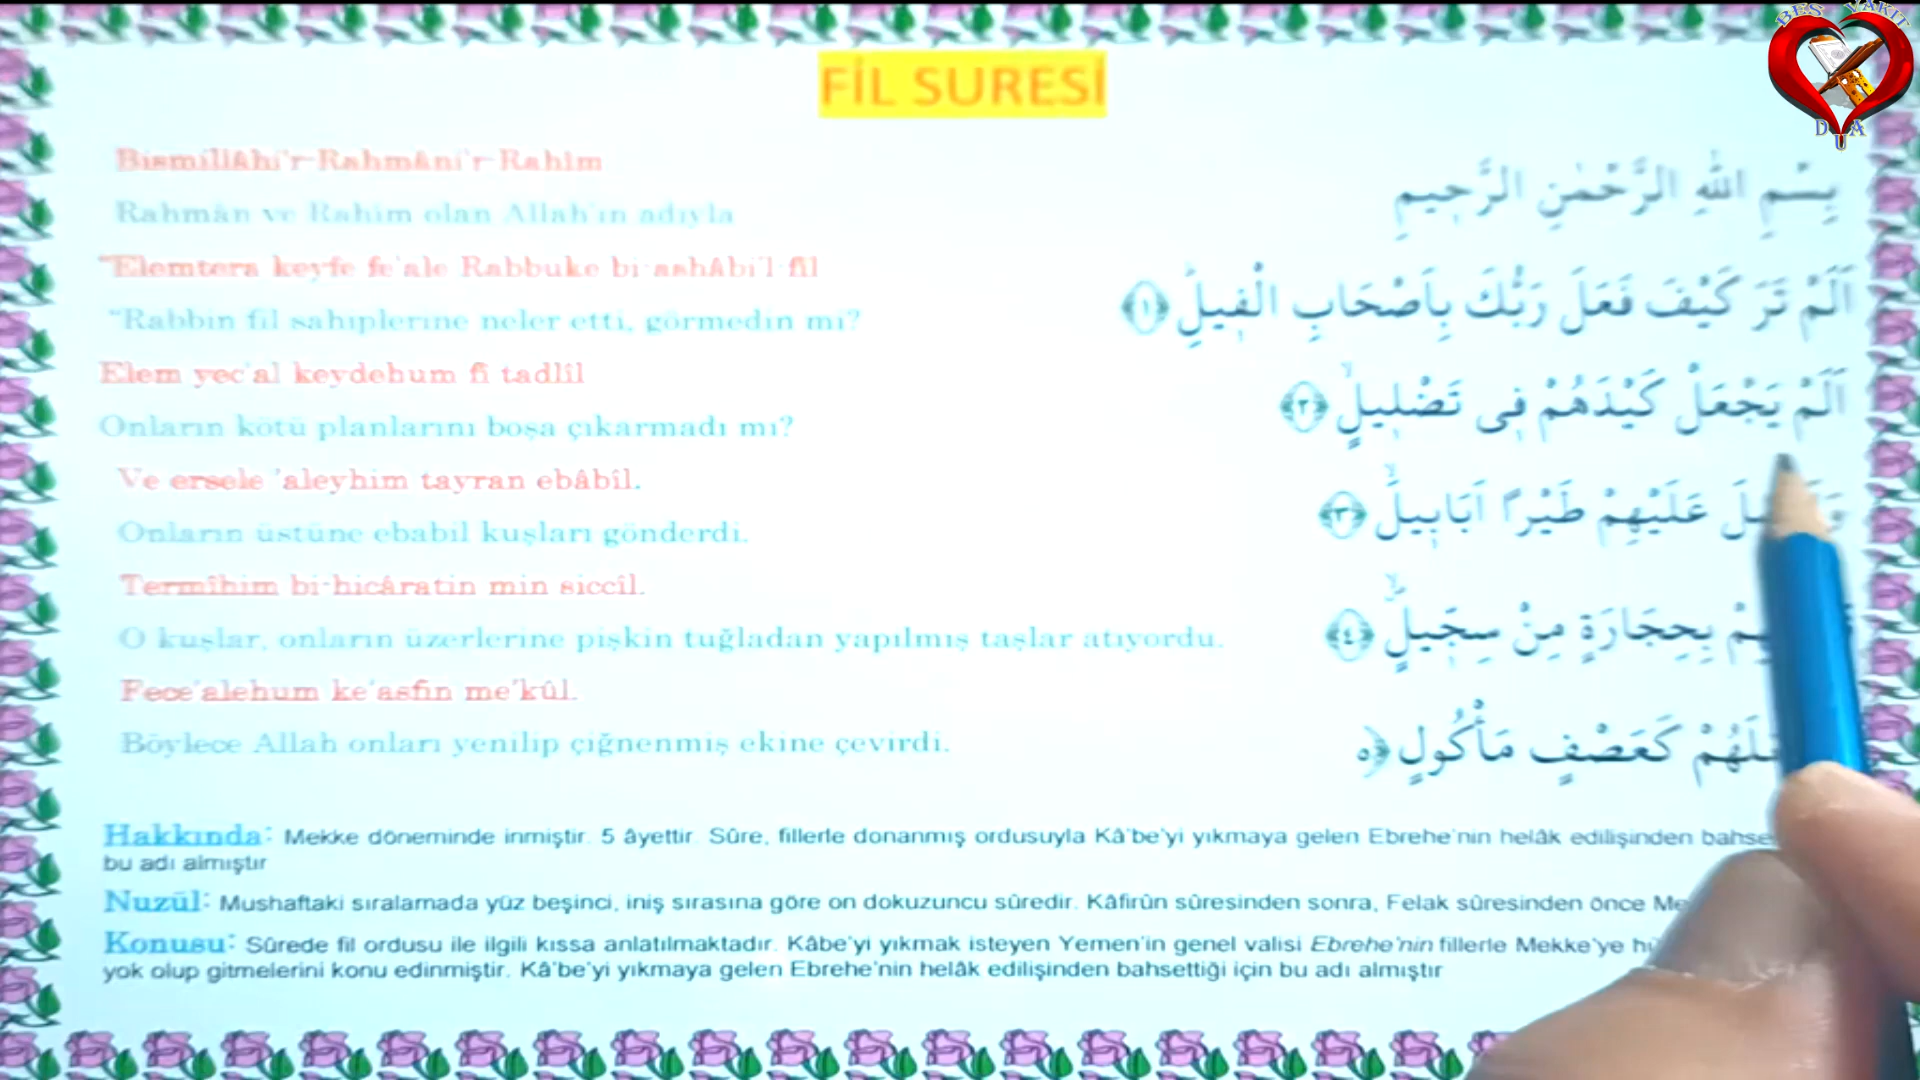 BEŞ VAKİT
DUA
FİL SURESİ
Bismillâhi'r-Rahmâni'r-Rahîm
Rahmân ve Rahîm olan Allah'ın adıyla
"Elemtera keyfe fe'ale Rabbuke bi-ashâbi'l-fîl
"Rabbin fil sahiplerine neler etti, görmedin mi?
Elem yec'al keydehum fî tadlîl
Onların kötü planlarını boşa çıkarmadı mı?
Ve ersele 'aleyhim tayran ebâbîl.
Onların üstüne ebabil kuşları gönderdi.
Termîhim bi-hicâratin min siccîl.
O kuşlar, onların üzerlerine pişkin tuğladan yapılmış taşlar atıyordu.
Fece'alehum ke'asfin me'kûl.
Böylece Allah onları yenilip çiğnenmiş ekine çevirdi.
بِسْمِ اللّٰهِ الرَّحْمٰنِ الرَّحٖيمِ
اَلَمْ تَرَ كَيْفَ فَعَلَ رَبُّكَ بِاَصْحَابِ الْفٖيلِؕ ﴿١﴾
اَلَمْ يَجْعَلْ كَيْدَهُمْ فٖى تَضْلٖيلٍۙ ﴿٢﴾
عَلَيْهِمْ طَيْراً اَبَابٖيلَۙ ﴿٣﴾
بِحِجَارَةٍ مِنْ سِجّٖيلٍۙ ﴿٤﴾
كَعَصْفٍ مَأْكُولٍ ﴿٥
Hakkında: Mekke döneminde inmiştir. 5 âyettir. Sûre, fillerle donanmış ordusuyla Kâ'be'yi yıkmaya gelen Ebrehe'nin helâk edilişinden
bu adı almıştır
Nuzül: Mushaftaki sıralamada yüz beşinci, iniş sırasına göre on dokuzuncu sûredir. Kâfirûn sûresinden sonra, Felak sûresinden önce
Konusu: Sûrede fil ordusu ile ilgili kıssa anlatılmaktadır. Kâbe'yi yıkmak isteyen Yemen'in genel valisi Ebrehe'nin fillerle Mekke'ye
yok olup gitmelerini konu edinmiştir. Kâ'be'yi yıkmaya gelen Ebrehe'nin helâk edilişinden bahsettiği için bu adı almıştır